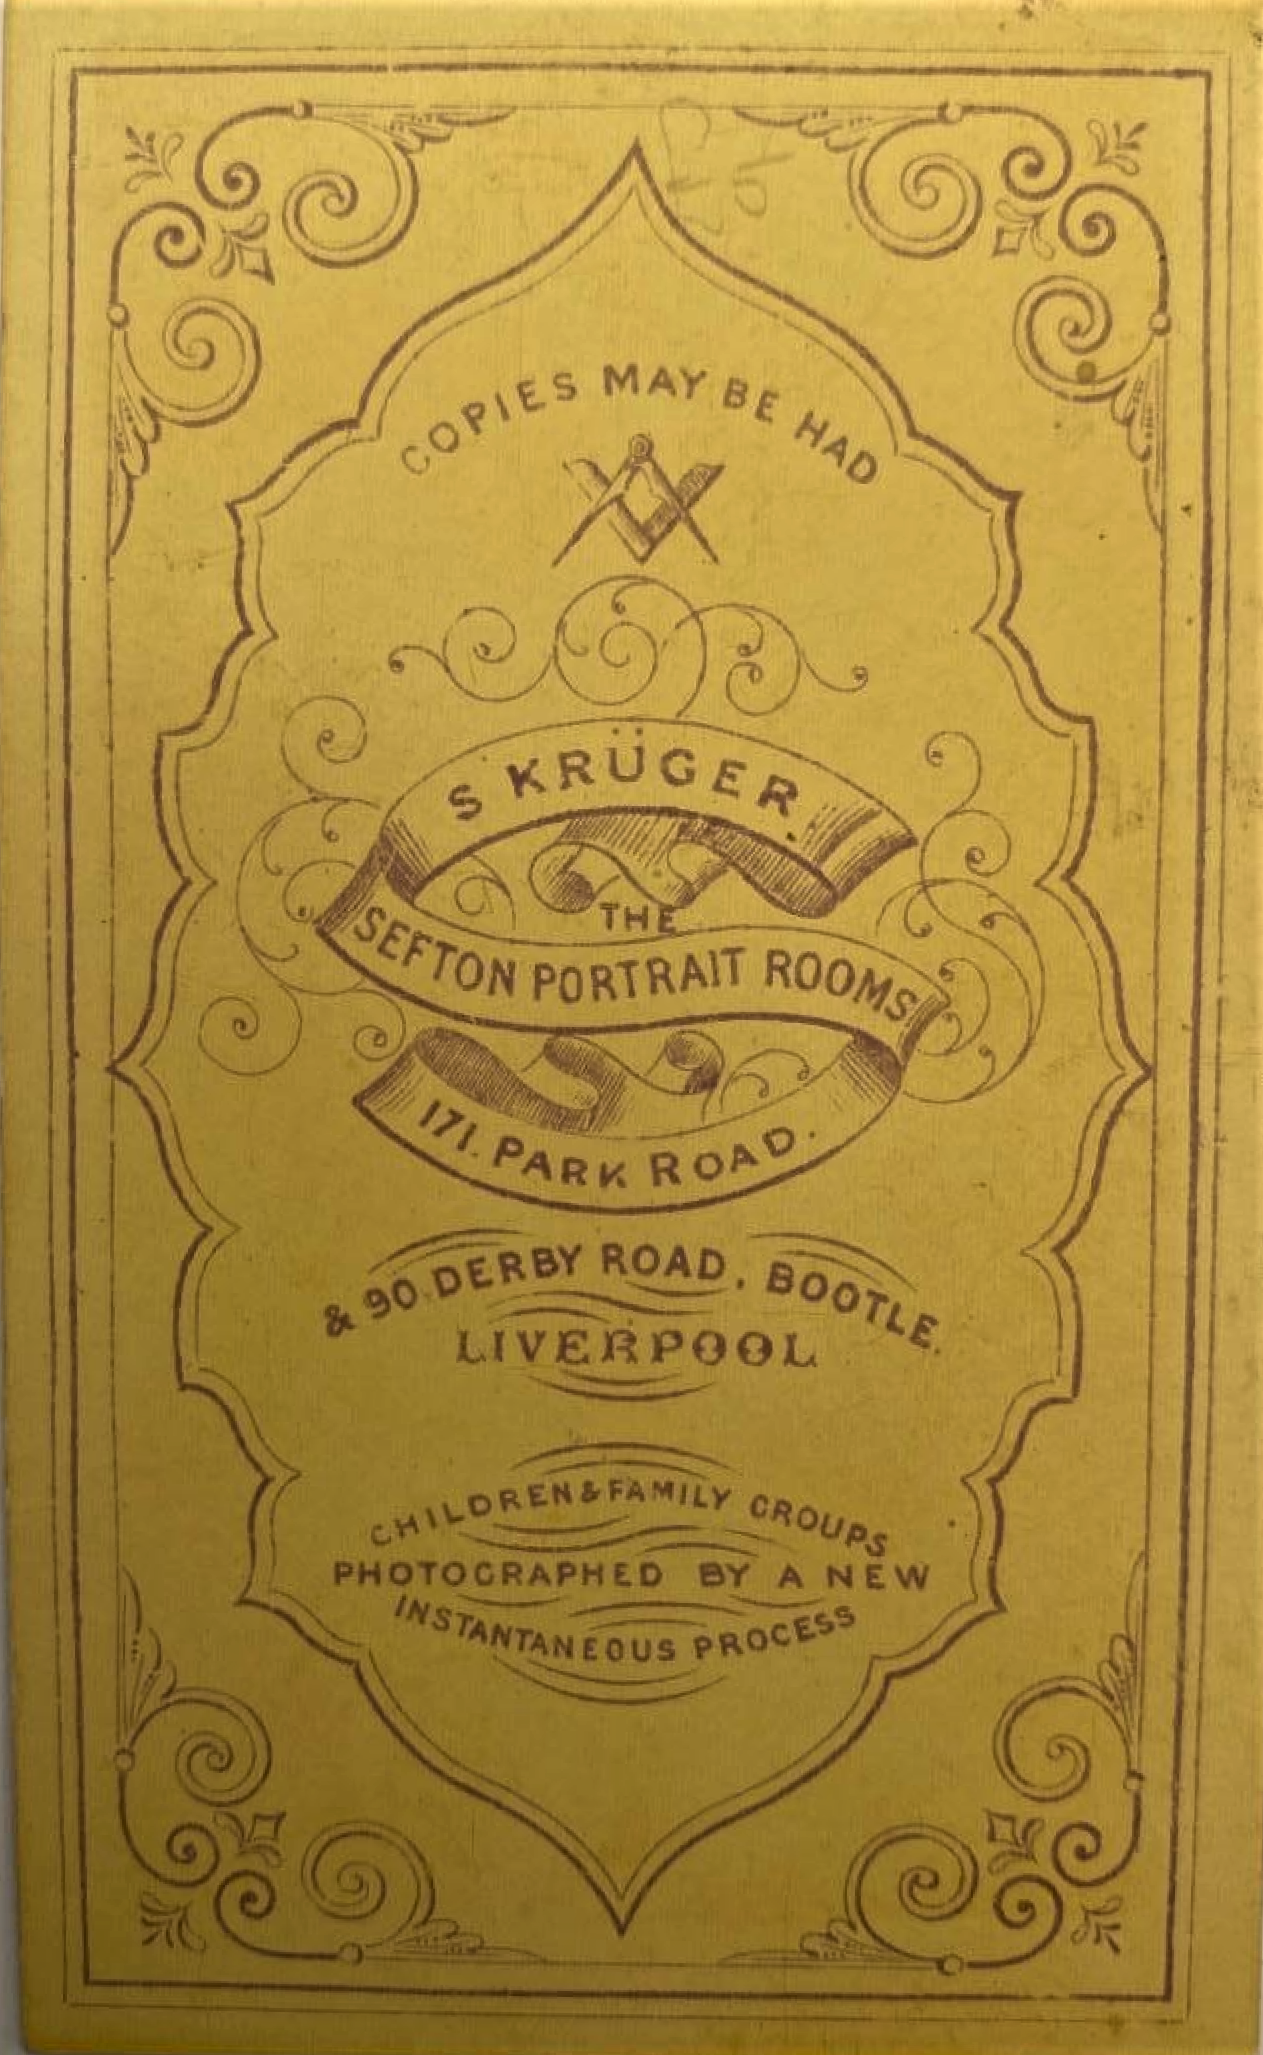 COPIES MAY BE HAD
S KRÜGER.
THE
SEFTON PORTRAIT ROOMS
171. PARK ROAD.
& 90. DERBY ROAD, BOOTLE.
LIVERPOOL
CHILDREN & FAMILY GROUPS
PHOTOGRAPHED BY A NEW
INSTANTANEOUS PROCESS